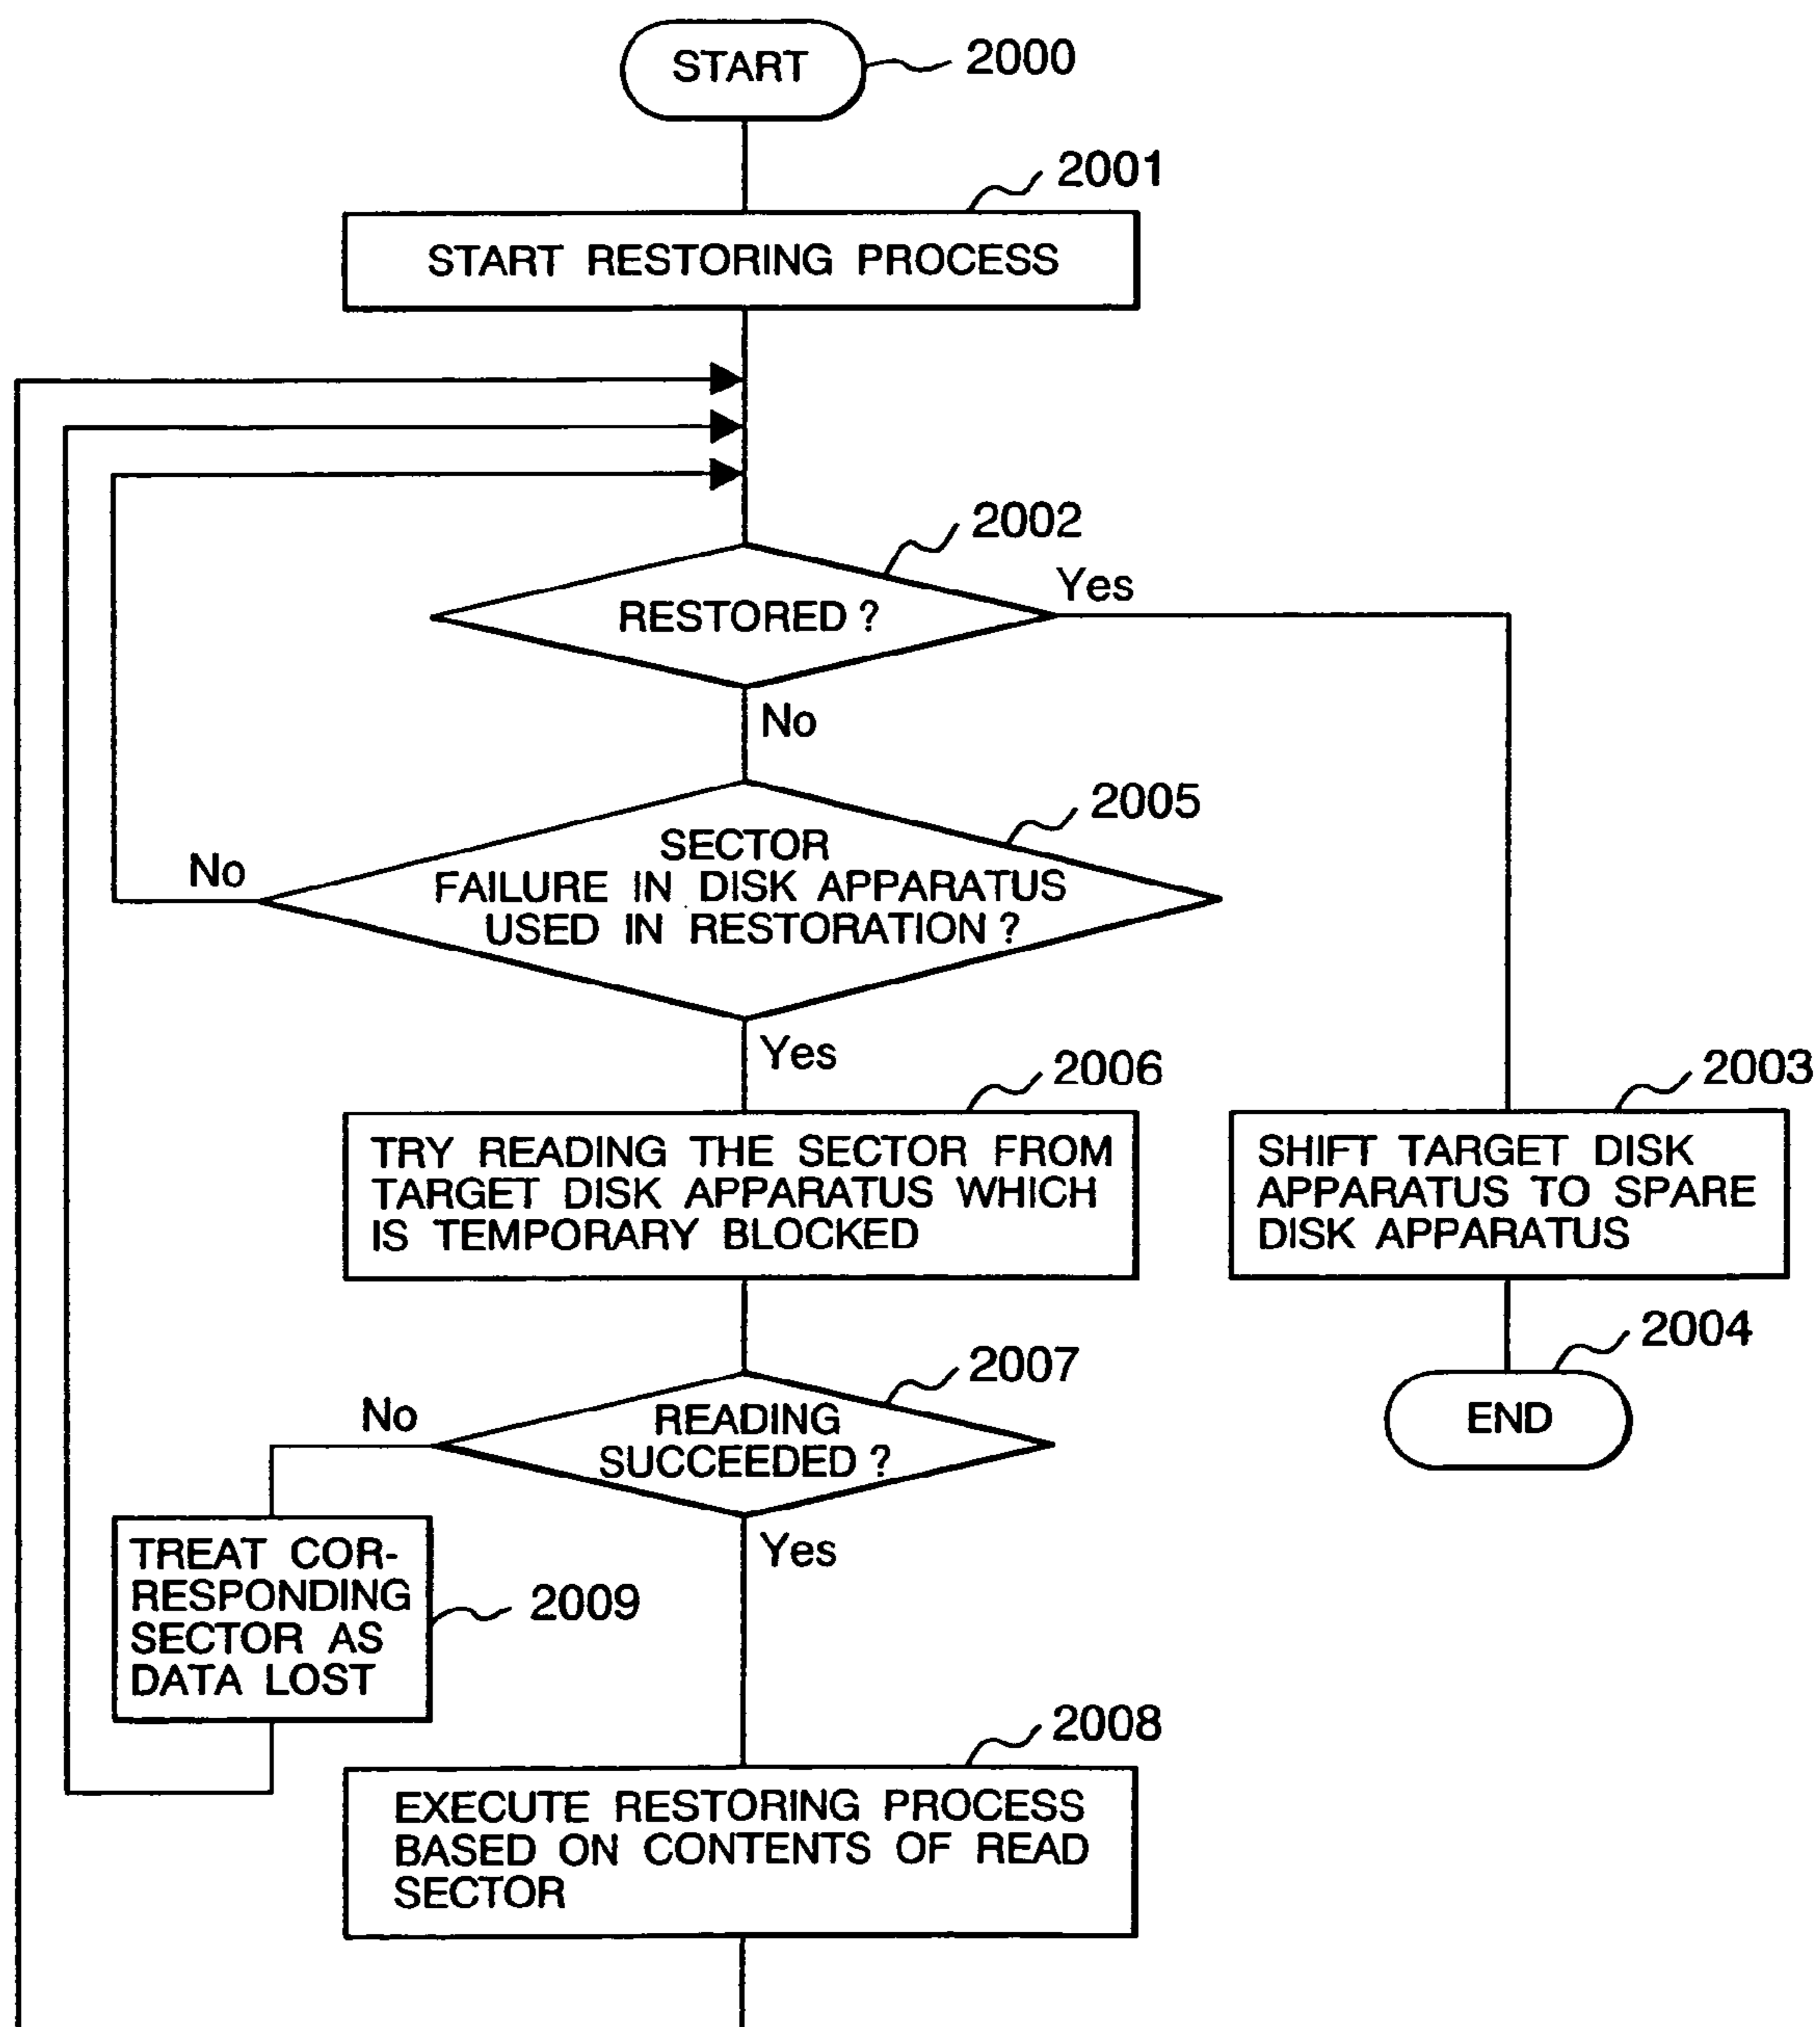 START
2000
2001
START RESTORING PROCESS
2002
RESTORED ?
Yes
No
2005
SECTOR
FAILURE IN DISK APPARATUS
USED IN RESTORATION ?
No
Yes
2006
TRY READING THE SECTOR FROM
TARGET DISK APPARATUS WHICH
IS TEMPORARY BLOCKED
2003
SHIFT TARGET DISK
APPARATUS TO SPARE
DISK APPARATUS
2004
END
2007
READING
SUCCEEDED ?
No
Yes
TREAT COR-
RESPONDING
SECTOR AS
DATA LOST
2009
2008
EXECUTE RESTORING PROCESS
BASED ON CONTENTS OF READ
SECTOR